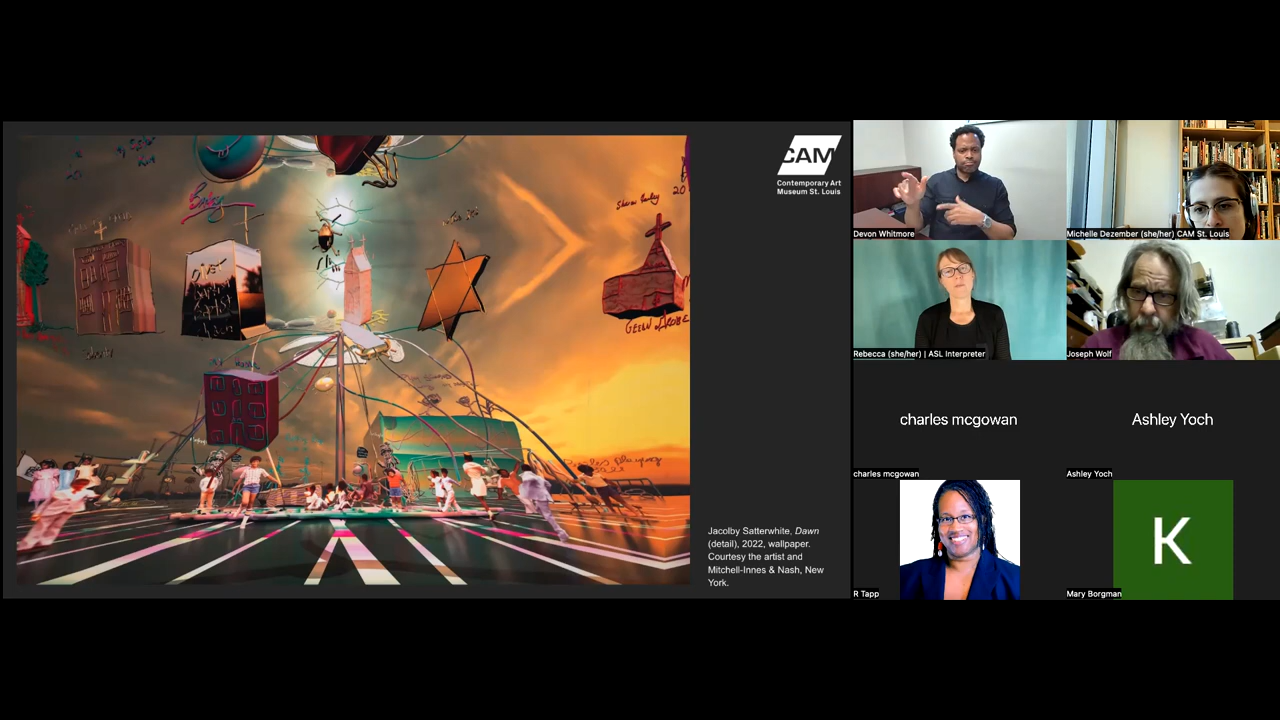 CAM
Contemporary Art
Museum St. Louis
Jacolby Satterwhite, Dawn
(detail), 2022, wallpaper.
Courtesy the artist and
Mitchell-Innes & Nash, New
York.
Devon Whitmore
Michelle Dezember (she/her) CAM St. Louis
Rebecca (she/her) | ASL Interpreter
Joseph Wolf
charles mcgowan
Ashley Yoch
charles mcgowan
Ashley Yoch
K
R Tapp
Mary Borgman